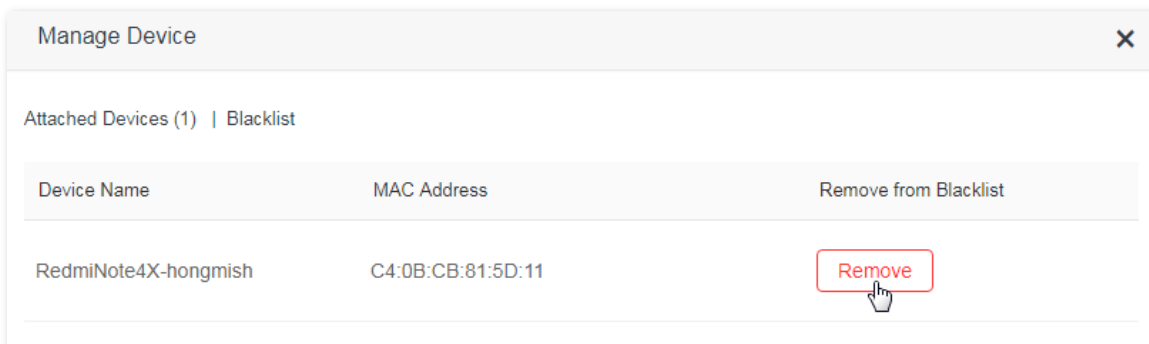 Manage Device
Attached Devices (1) | Blacklist
Device Name MAC Address Remove from Blacklist
RedmiNote4X-hongmish C4:0B:CB:81:5D:11 Remove